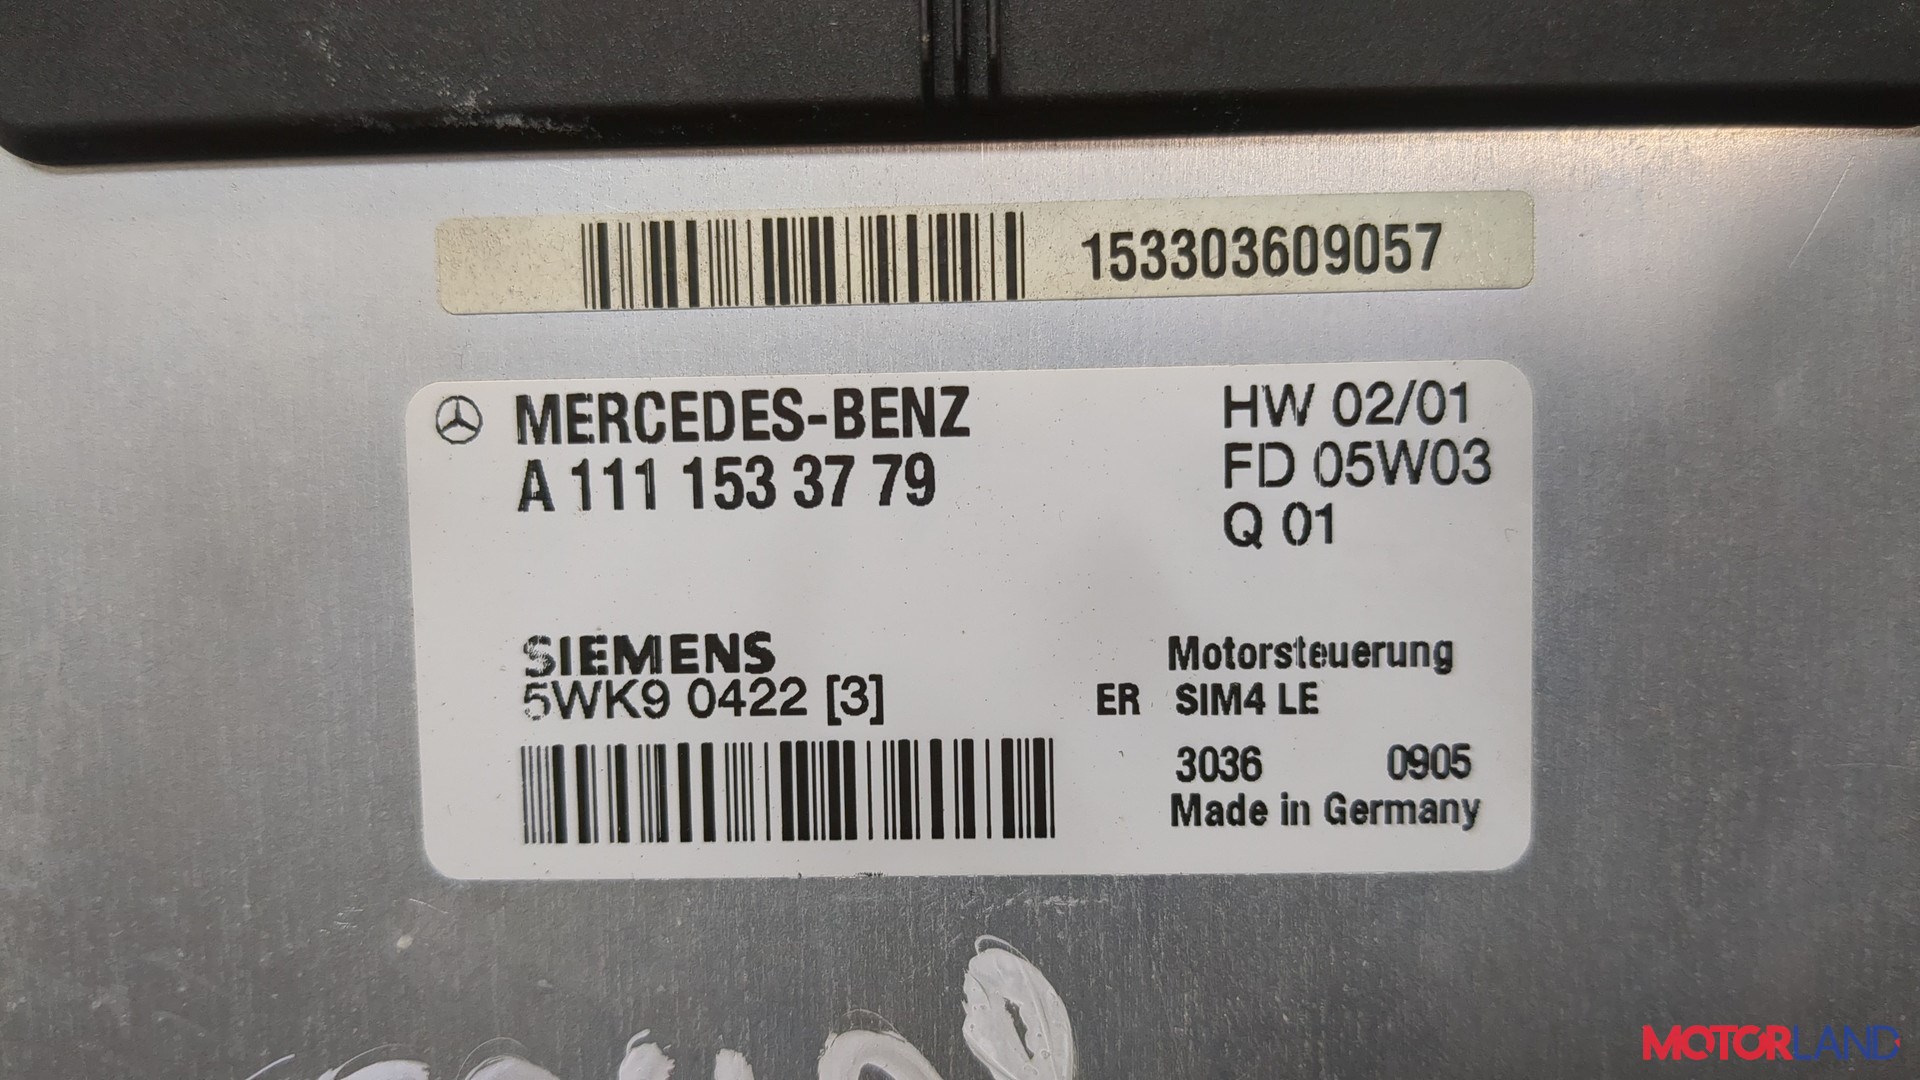 153303609057
MERCEDES-BENZ
A 111 153 37 79
HW 02/01
FD 05W03
Q 01
SIEMENS
5WK9 0422 [3]
Motorsteuerung
ER SIM4 LE
3036 0905
Made in Germany
MOTORLAND